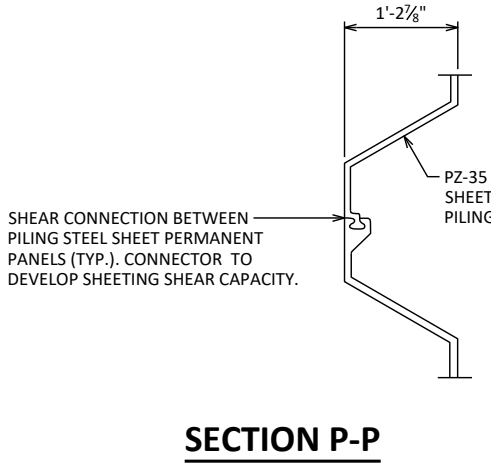 1'-2⅞"
PZ-35
SHEET
PILING
SHEAR CONNECTION BETWEEN
PILING STEEL SHEET PERMANENT
PANELS (TYP.). CONNECTOR TO
DEVELOP SHEETING SHEAR CAPACITY.
SECTION P-P